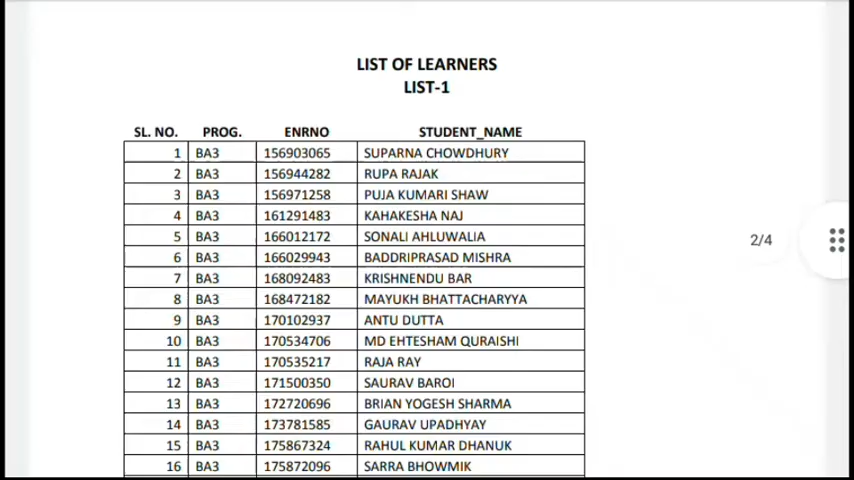 LIST OF LEARNERS
LIST-1
SL. NO. PROG. ENRNO STUDENT_NAME
1 BA3 156903065 SUPARNA CHOWDHURY
2 BA3 156944282 RUPA RAJAK
3 BA3 156971258 PUJA KUMARI SHAW
4 BA3 161291483 KAHAKESHA NAJ
5 BA3 166012172 SONALI AHLUWALIA
6 BA3 166029943 BADDRIPRASAD MISHRA
7 BA3 168092483 KRISHNENDU BAR
8 BA3 168472182 MAYUKH BHATTACHARYYA
9 BA3 170102937 ANTU DUTTA
10 BA3 170534706 MD EHTESHAM QURAISHI
11 BA3 170535217 RAJA RAY
12 BA3 171500350 SAURAV BAROI
13 BA3 172720696 BRIAN YOGESH SHARMA
14 BA3 173781585 GAURAV UPADHYAY
15 BA3 175867324 RAHUL KUMAR DHANUK
16 BA3 175872096 SARRA BHOWMIK
2/4